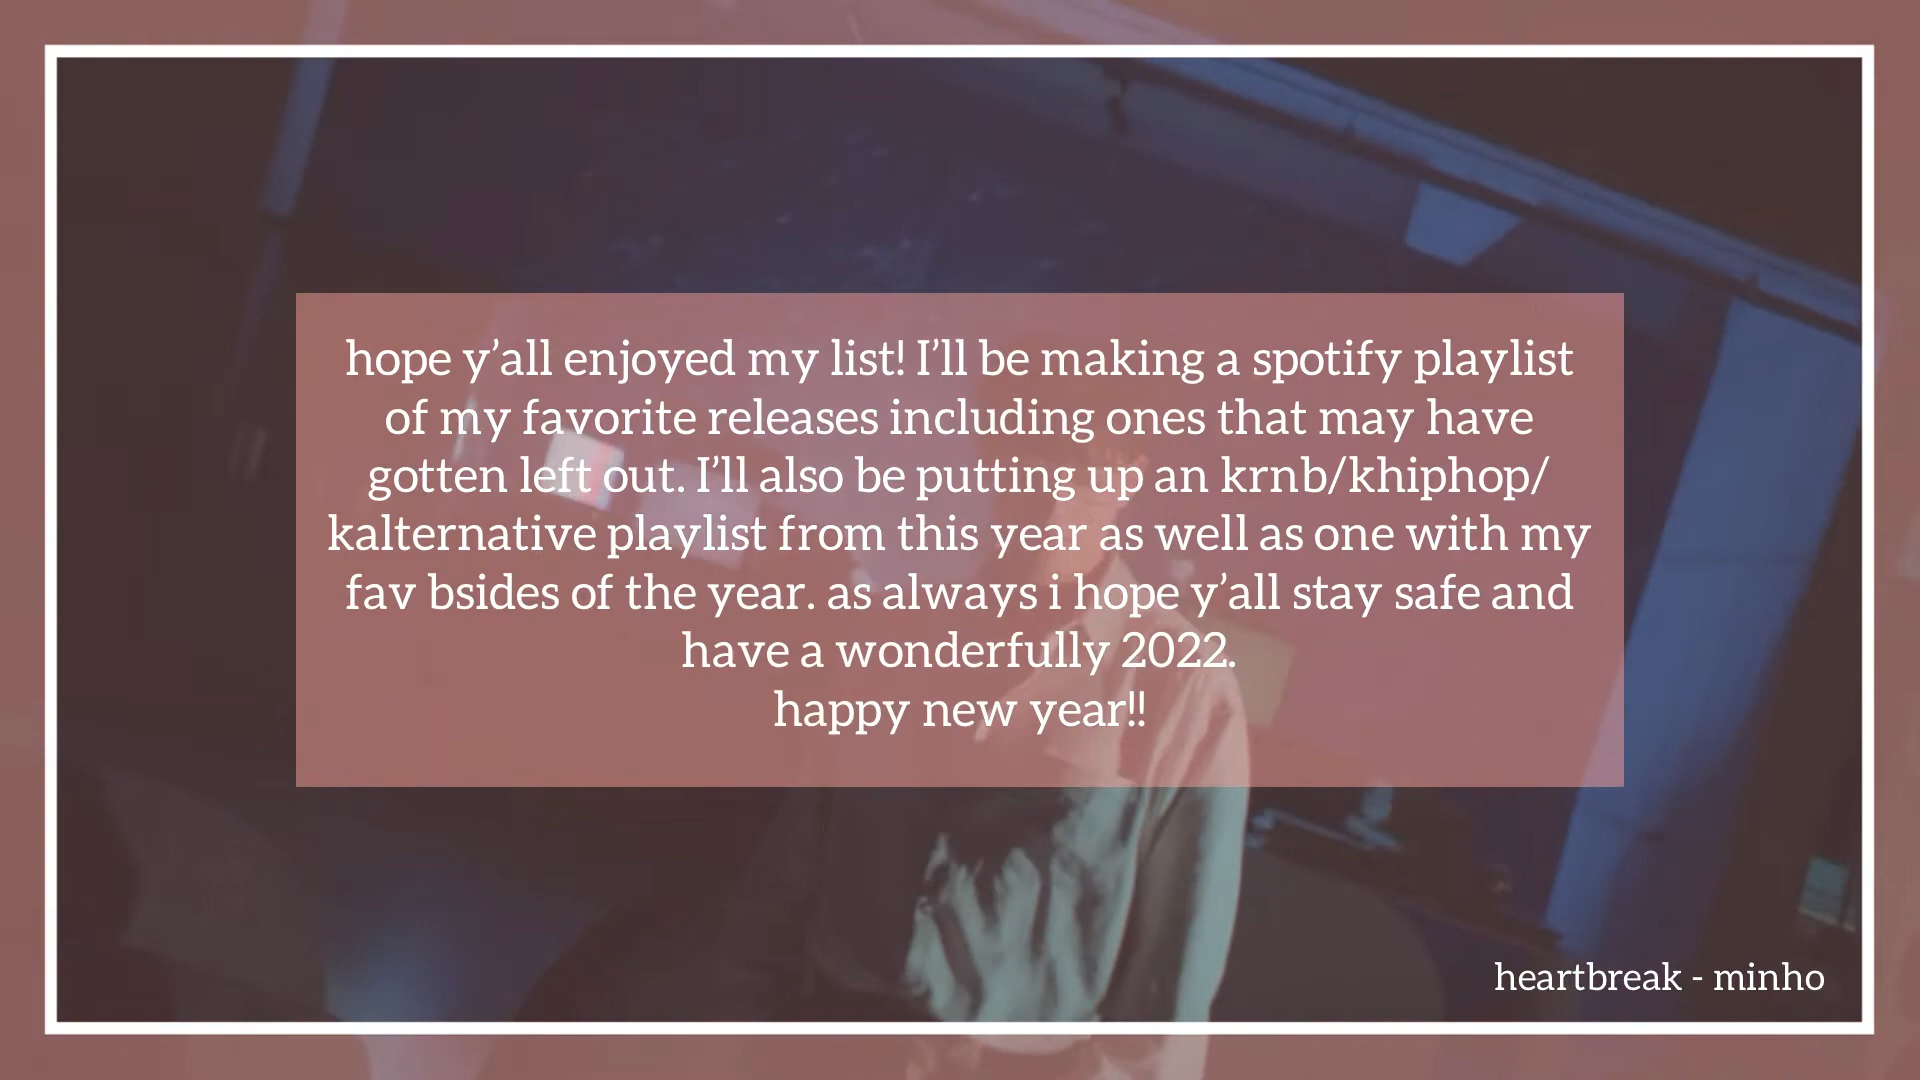 hope y’all enjoyed my list! I’ll be making a spotify playlist
of my favorite releases including ones that may have
gotten left out. I’ll also be putting up an krnb/khiphop/
kalternative playlist from this year as well as one with my
fav bsides of the year. as always i hope y’all stay safe and
have a wonderfully 2022.
happy new year!!
heartbreak - minho